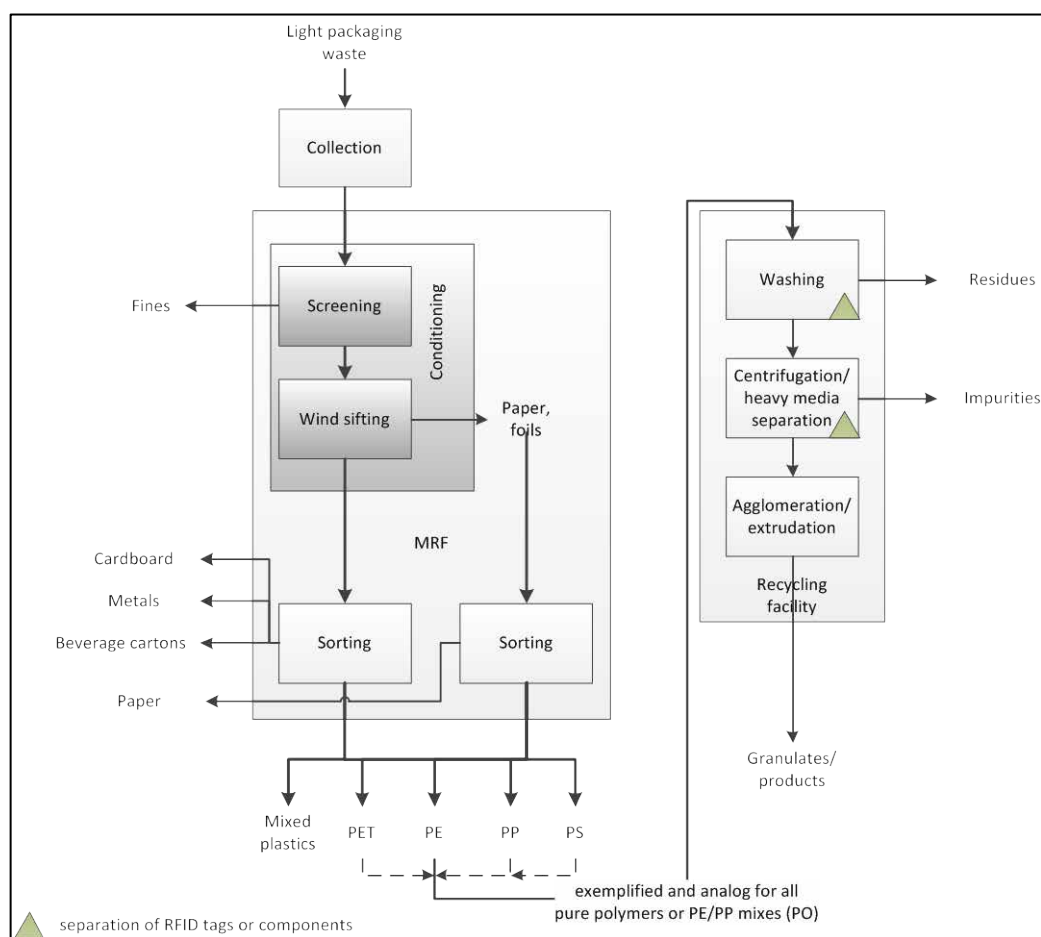 Light packaging
waste
Collection
Conditioning
Screening
Fines
Wind sifting
Paper,
foils
MRF
Cardboard
Metals
Beverage cartons
Sorting
Sorting
Paper
Mixed
plastics
PET
PE
PP
PS
exemplified and analog for all
pure polymers or PE/PP mixes (PO)
Washing
Residues
Centrifugation/
heavy media
separation
Impurities
Agglomeration/
extrudation
Recycling
facility
Granulates/
products
separation of RFID tags or components